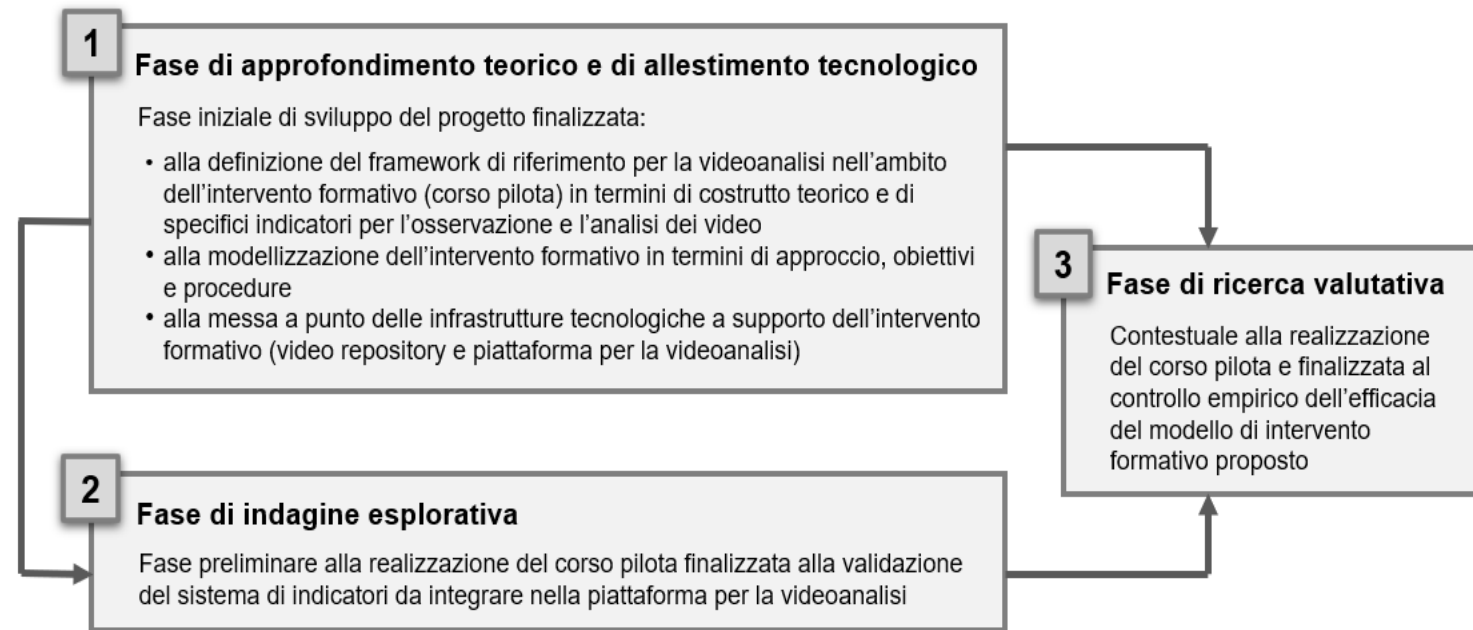 1
Fase di approfondimento teorico e di allestimento tecnologico
Fase iniziale di sviluppo del progetto finalizzata:
• alla definizione del framework di riferimento per la videoanalisi nell’ambito
dell’intervento formativo (corso pilota) in termini di costrutto teorico e di
specifici indicatori per l’osservazione e l’analisi dei video
• alla modellizzazione dell’intervento formativo in termini di approccio, obiettivi
e procedure
• alla messa a punto delle infrastrutture tecnologiche a supporto dell’intervento
formativo (video repository e piattaforma per la videoanalisi)
2
Fase di indagine esplorativa
Fase preliminare alla realizzazione del corso pilota finalizzata alla validazione
del sistema di indicatori da integrare nella piattaforma per la videoanalisi
3
Fase di ricerca valutativa
Contestuale alla realizzazione
del corso pilota e finalizzata al
controllo empirico dell’efficacia
del modello di intervento
formativo proposto